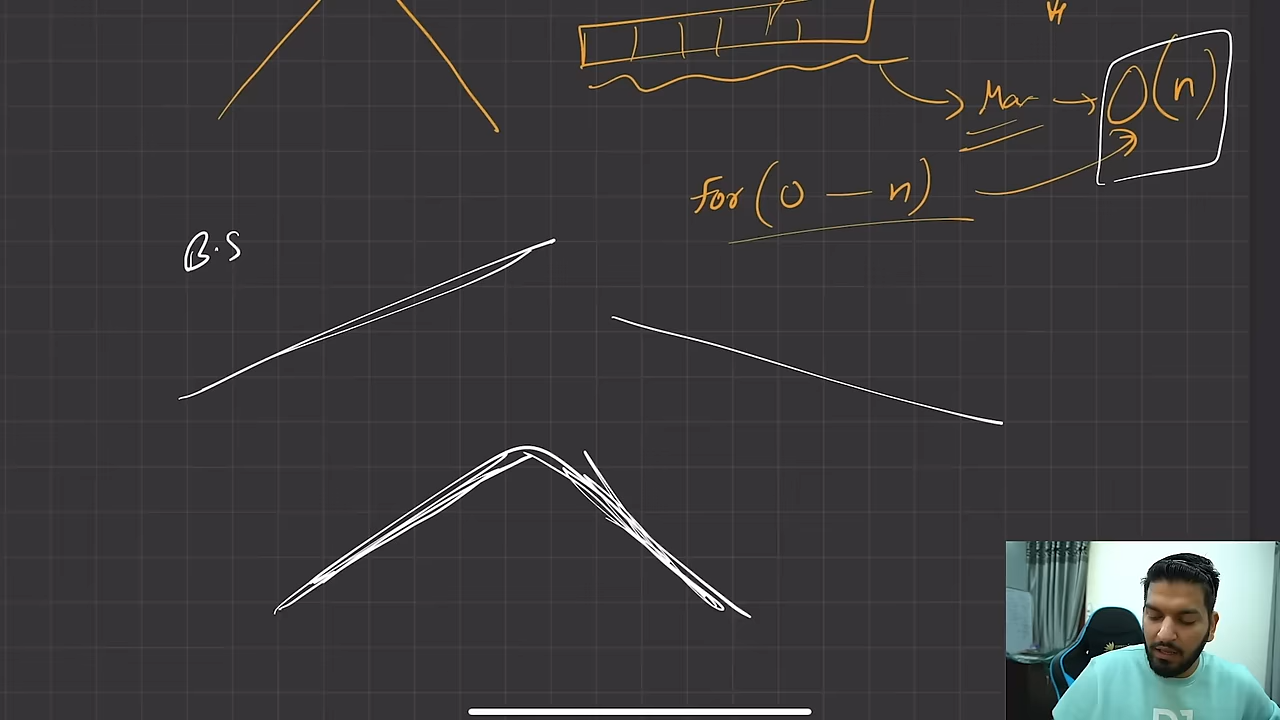 Max → O(n)
for (0 — n)
B.S